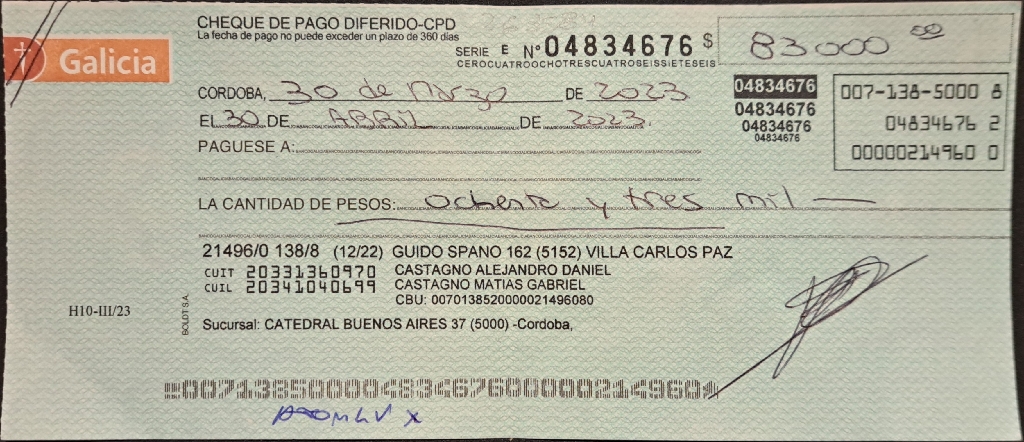 CHEQUE DE PAGO DIFERIDO-CPD
La fecha de pago no puede exceder un plazo de 360 días
Galicia
SERIE E N° 04834676 $ 83000 00
CEROCUATROOCHOTRESCUATROSEISSIETESEIS
CORDOBA, 30 de Marzo DE 2023
EL 30 DE ABRIL DE 2023.
04834676
04834676
04834676
04834676
007-138-5000 8
04834676 2
00000214960 0
PAGUESE A:
LA CANTIDAD DE PESOS: ochenta y tres mil
21496/0 138/8 (12/22) GUIDO SPANO 162 (5152) VILLA CARLOS PAZ
CUIT 20331360970 CASTAGNO ALEJANDRO DANIEL
CUIL 20341040699 CASTAGNO MATIAS GABRIEL
CBU: 0070138520000021496080
H10-III/23
BOLDT S.A.
Sucursal: CATEDRAL BUENOS AIRES 37 (5000) -Cordoba,
00713850000483467600000214960